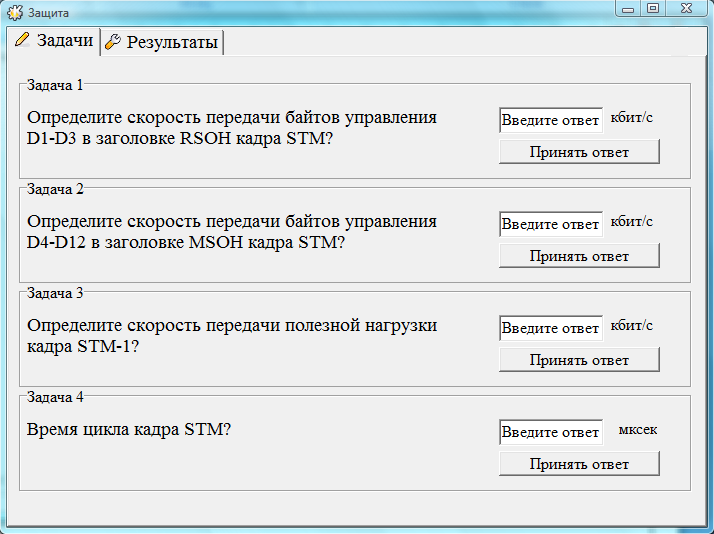 Защита
Задачи
Результаты
Задача 1
Определите скорость передачи байтов управления
D1-D3 в заголовке RSOH кадра STM?
Введите ответ
кбит/с
Принять ответ
Задача 2
Определите скорость передачи байтов управления
D4-D12 в заголовке MSOH кадра STM?
Введите ответ
кбит/с
Принять ответ
Задача 3
Определите скорость передачи полезной нагрузки
кадра STM-1?
Введите ответ
кбит/с
Принять ответ
Задача 4
Время цикла кадра STM?
Введите ответ
мксек
Принять ответ